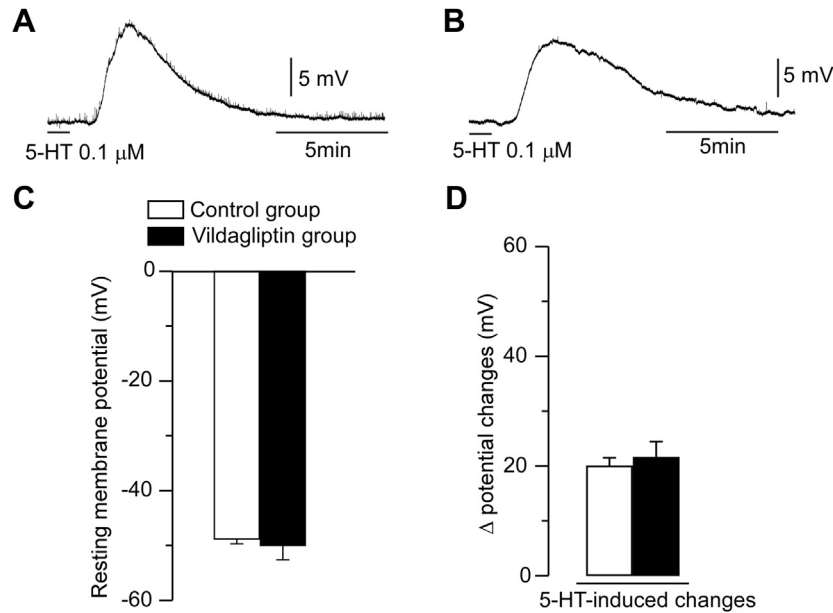 A
B
5 mV
5 mV
5-HT 0.1 μM
5min
5-HT 0.1 μM
5min
C
D
Control group
Vildagliptin group
Resting membrane potential (mV)
0
-20
-40
-60
Δ potential changes (mV)
60
40
20
0
5-HT-induced changes